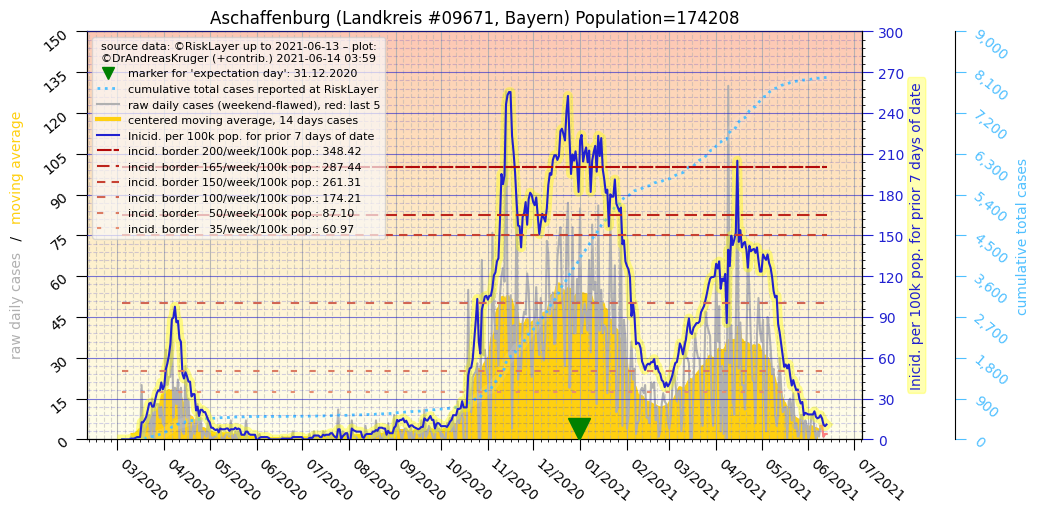 Aschaffenburg (Landkreis #09671, Bayern) Population=174208
source data: ©RiskLayer up to 2021-06-13 – plot:
©DrAndreasKruger (+contrib.) 2021-06-14 03:59
marker for 'expectation day': 31.12.2020
cumulative total cases reported at RiskLayer
raw daily cases (weekend-flawed), red: last 5
centered moving average, 14 days cases
Inicid. per 100k pop. for prior 7 days of date
incid. border 200/week/100k pop.: 348.42
incid. border 165/week/100k pop.: 287.44
incid. border 150/week/100k pop.: 261.31
incid. border 100/week/100k pop.: 174.21
incid. border 50/week/100k pop.: 87.10
incid. border 35/week/100k pop.: 60.97
raw daily cases / moving average
150
135
120
105
90
75
60
45
30
15
0
03/2020
04/2020
05/2020
06/2020
07/2020
08/2020
09/2020
10/2020
11/2020
12/2020
01/2021
02/2021
03/2021
04/2021
05/2021
06/2021
07/2021
300
270
240
210
180
150
120
90
60
30
0
Inicid. per 100k pop. for prior 7 days of date
9,000
8,100
7,200
6,300
5,400
4,500
3,600
2,700
1,800
900
0
cumulative total cases